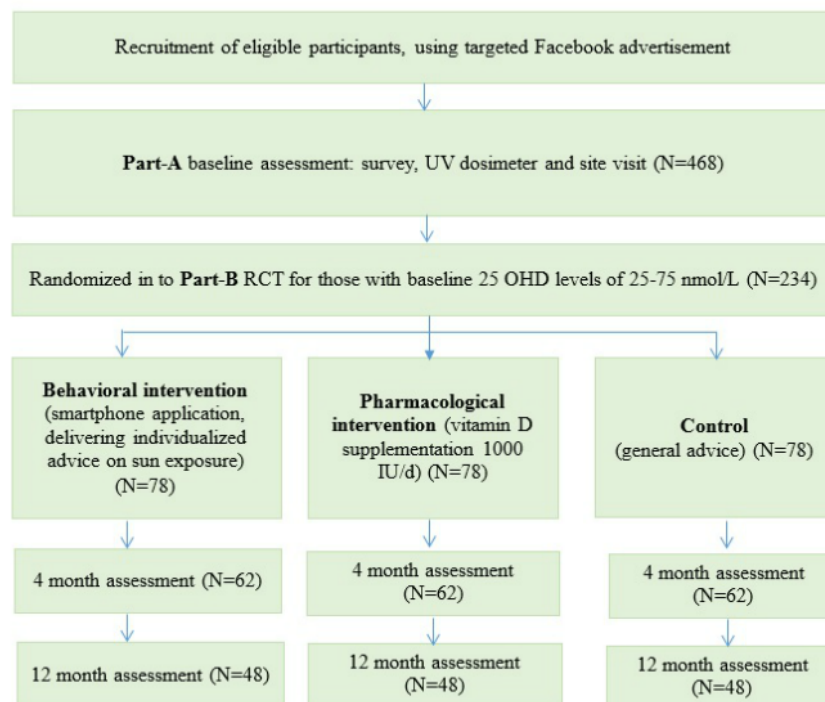 Recruitment of eligible participants, using targeted Facebook advertisement
Part-A baseline assessment: survey, UV dosimeter and site visit (N=468)
Randomized in to Part-B RCT for those with baseline 25 OHD levels of 25-75 nmol/L (N=234)
Behavioral intervention
(smartphone application,
delivering individualized
advice on sun exposure)
(N=78)
Pharmacological
intervention (vitamin D
supplementation 1000
IU/d) (N=78)
Control
(general advice) (N=78)
4 month assessment (N=62)
4 month assessment
(N=62)
4 month assessment
(N=62)
12 month assessment (N=48)
12 month assessment
(N=48)
12 month assessment
(N=48)